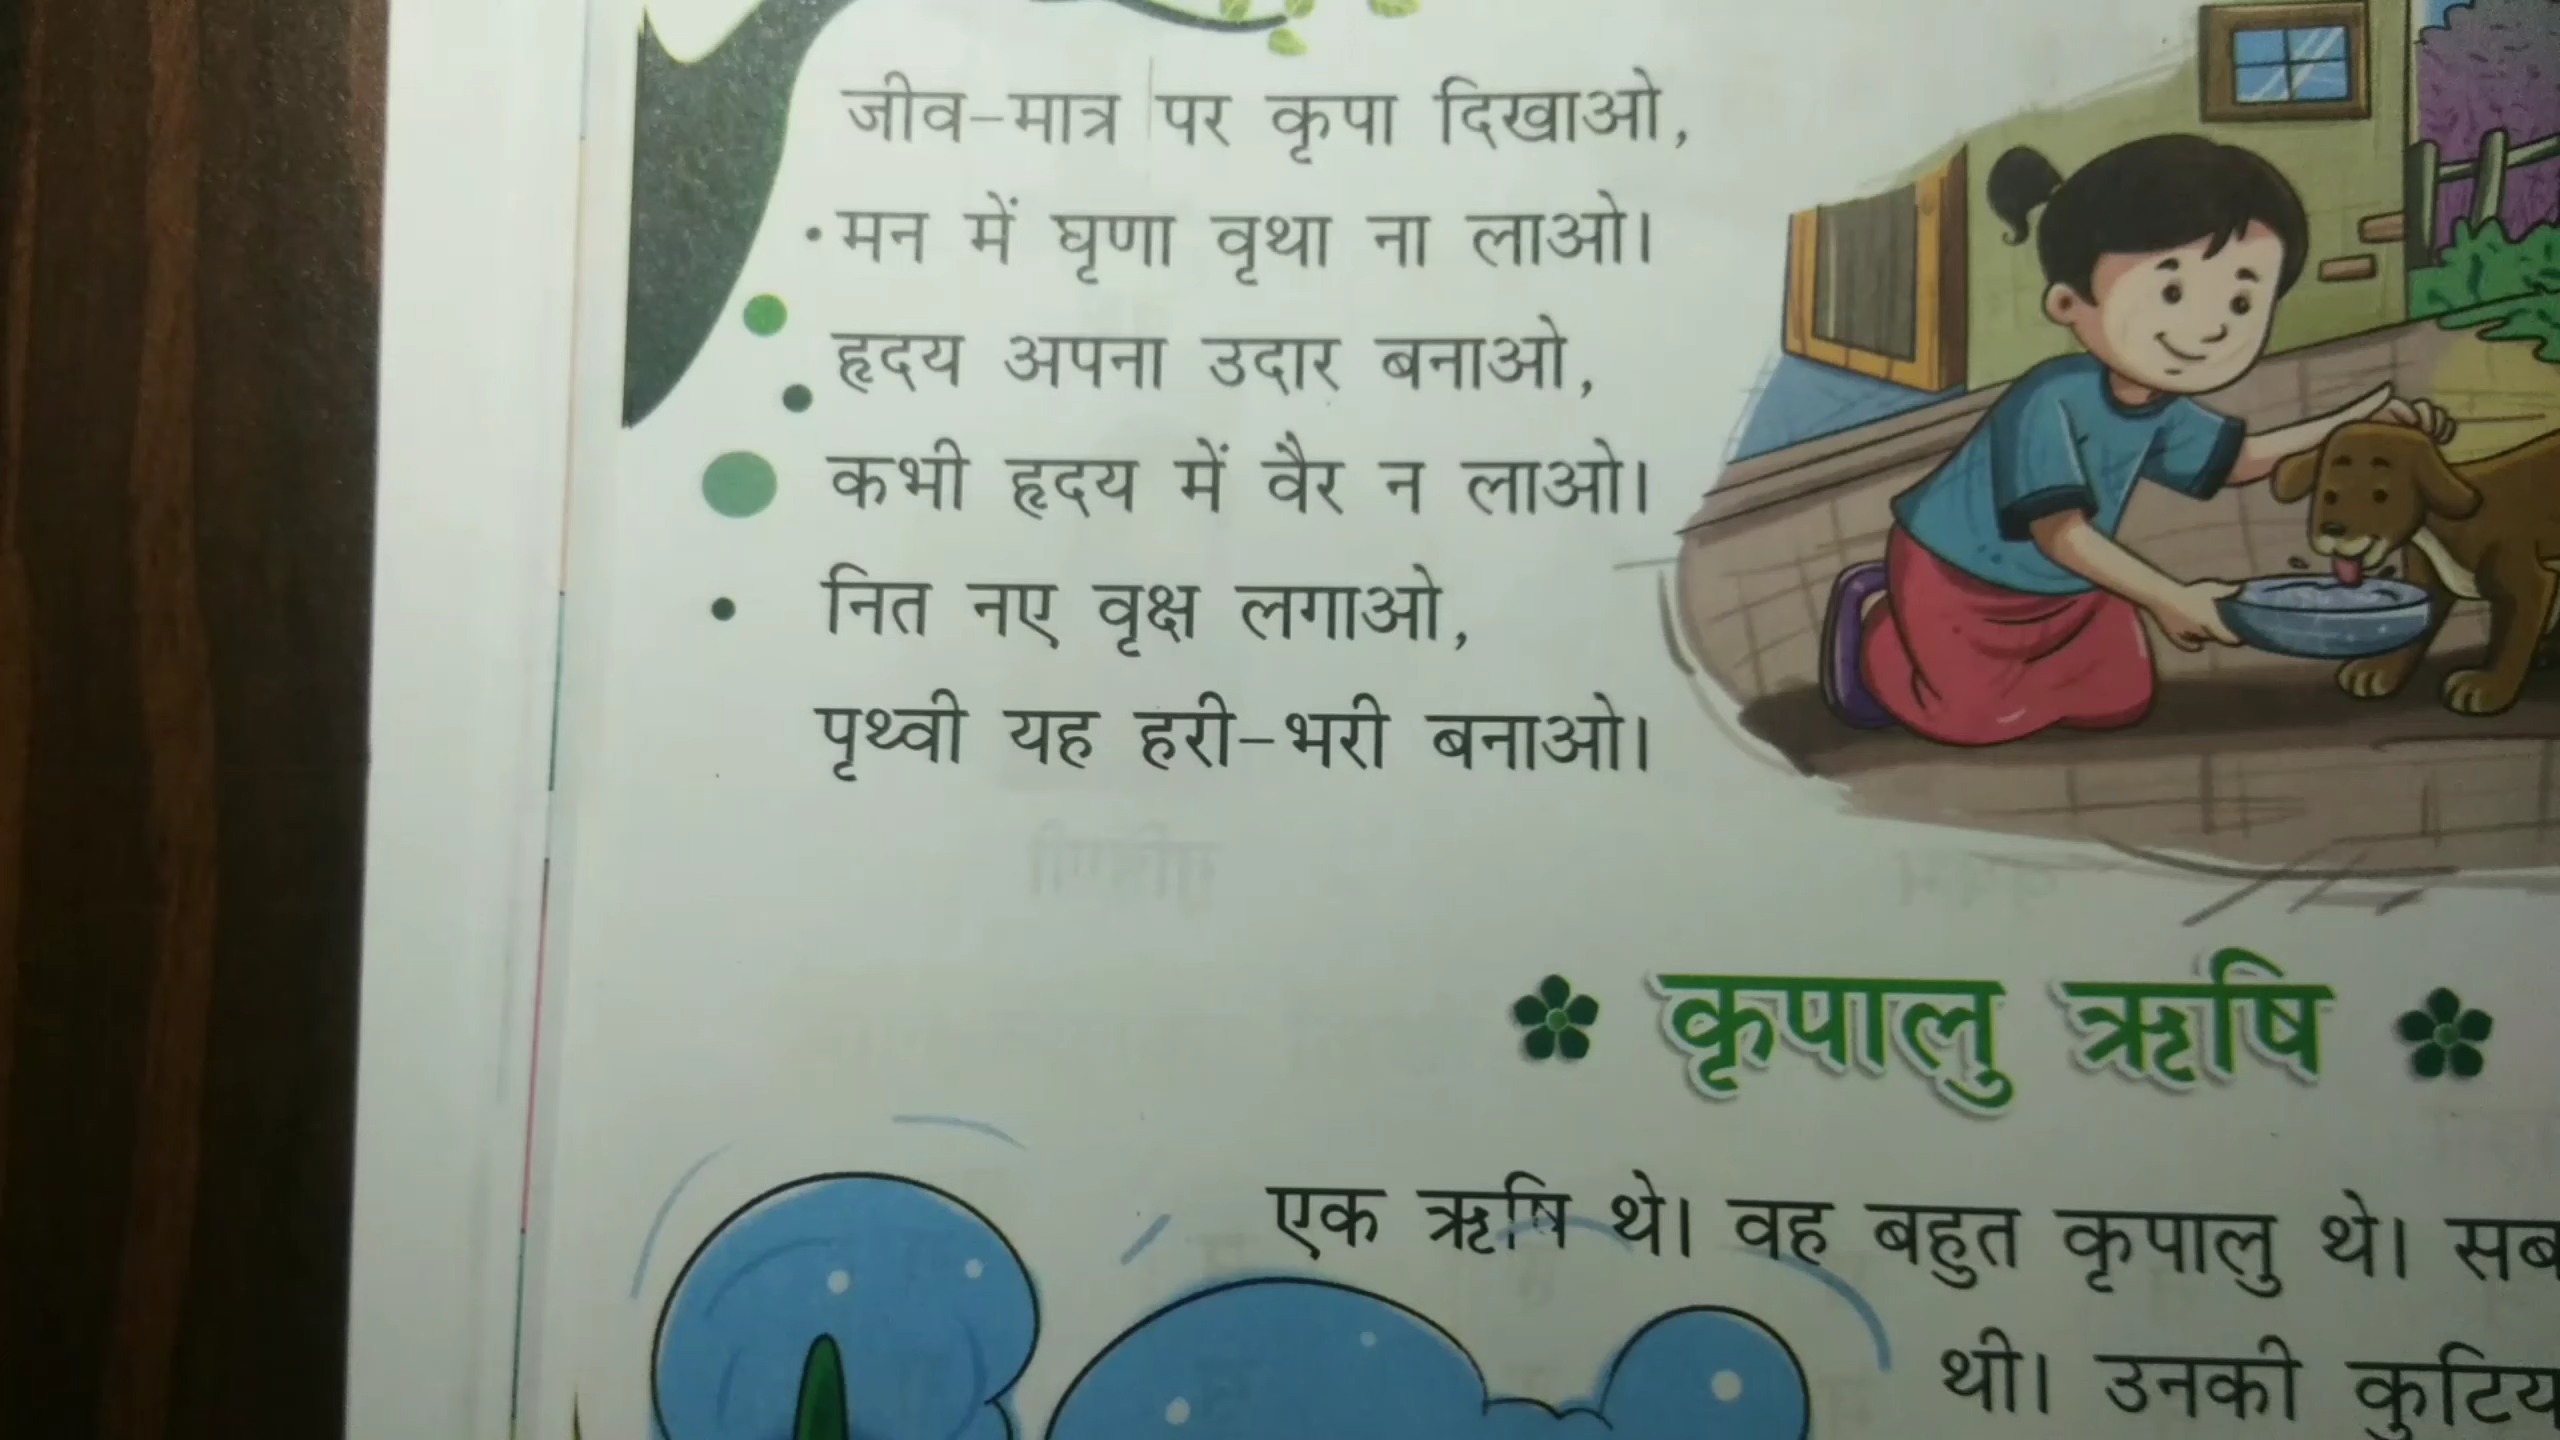 जीव-मात्र पर कृपा दिखाओ,
मन में घृणा वृथा ना लाओ।
हृदय अपना उदार बनाओ,
कभी हृदय में वैर न लाओ।
नित नए वृक्ष लगाओ,
पृथ्वी यह हरी-भरी बनाओ।
कृपालु ऋषि
एक ऋषि थे। वह बहुत कृपालु थे। सब
थी। उनकी